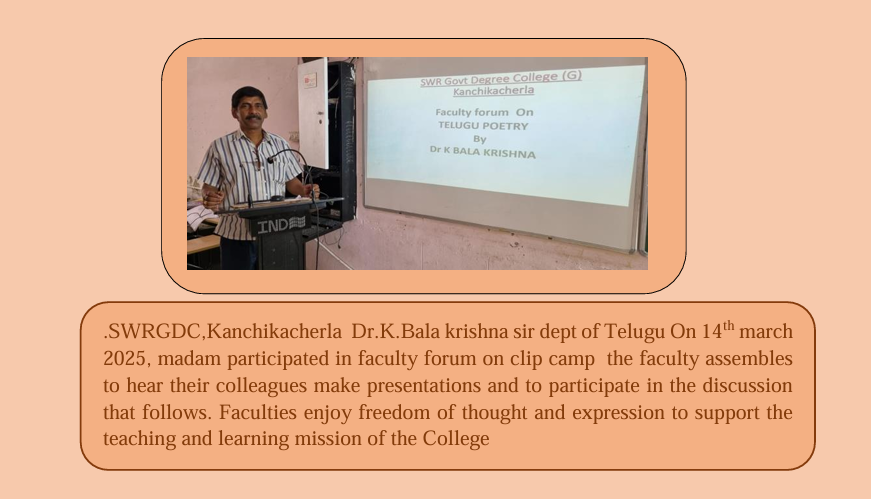 SWR Govt Degree College (G)
Kanchikacherla
Faculty forum On
TELUGU POETRY
By
Dr K BALA KRISHNA
IND
.SWRGDC,Kanchikacherla Dr.K.Bala krishna sir dept of Telugu On 14th march
2025, madam participated in faculty forum on clip camp the faculty assembles
to hear their colleagues make presentations and to participate in the discussion
that follows. Faculties enjoy freedom of thought and expression to support the
teaching and learning mission of the College